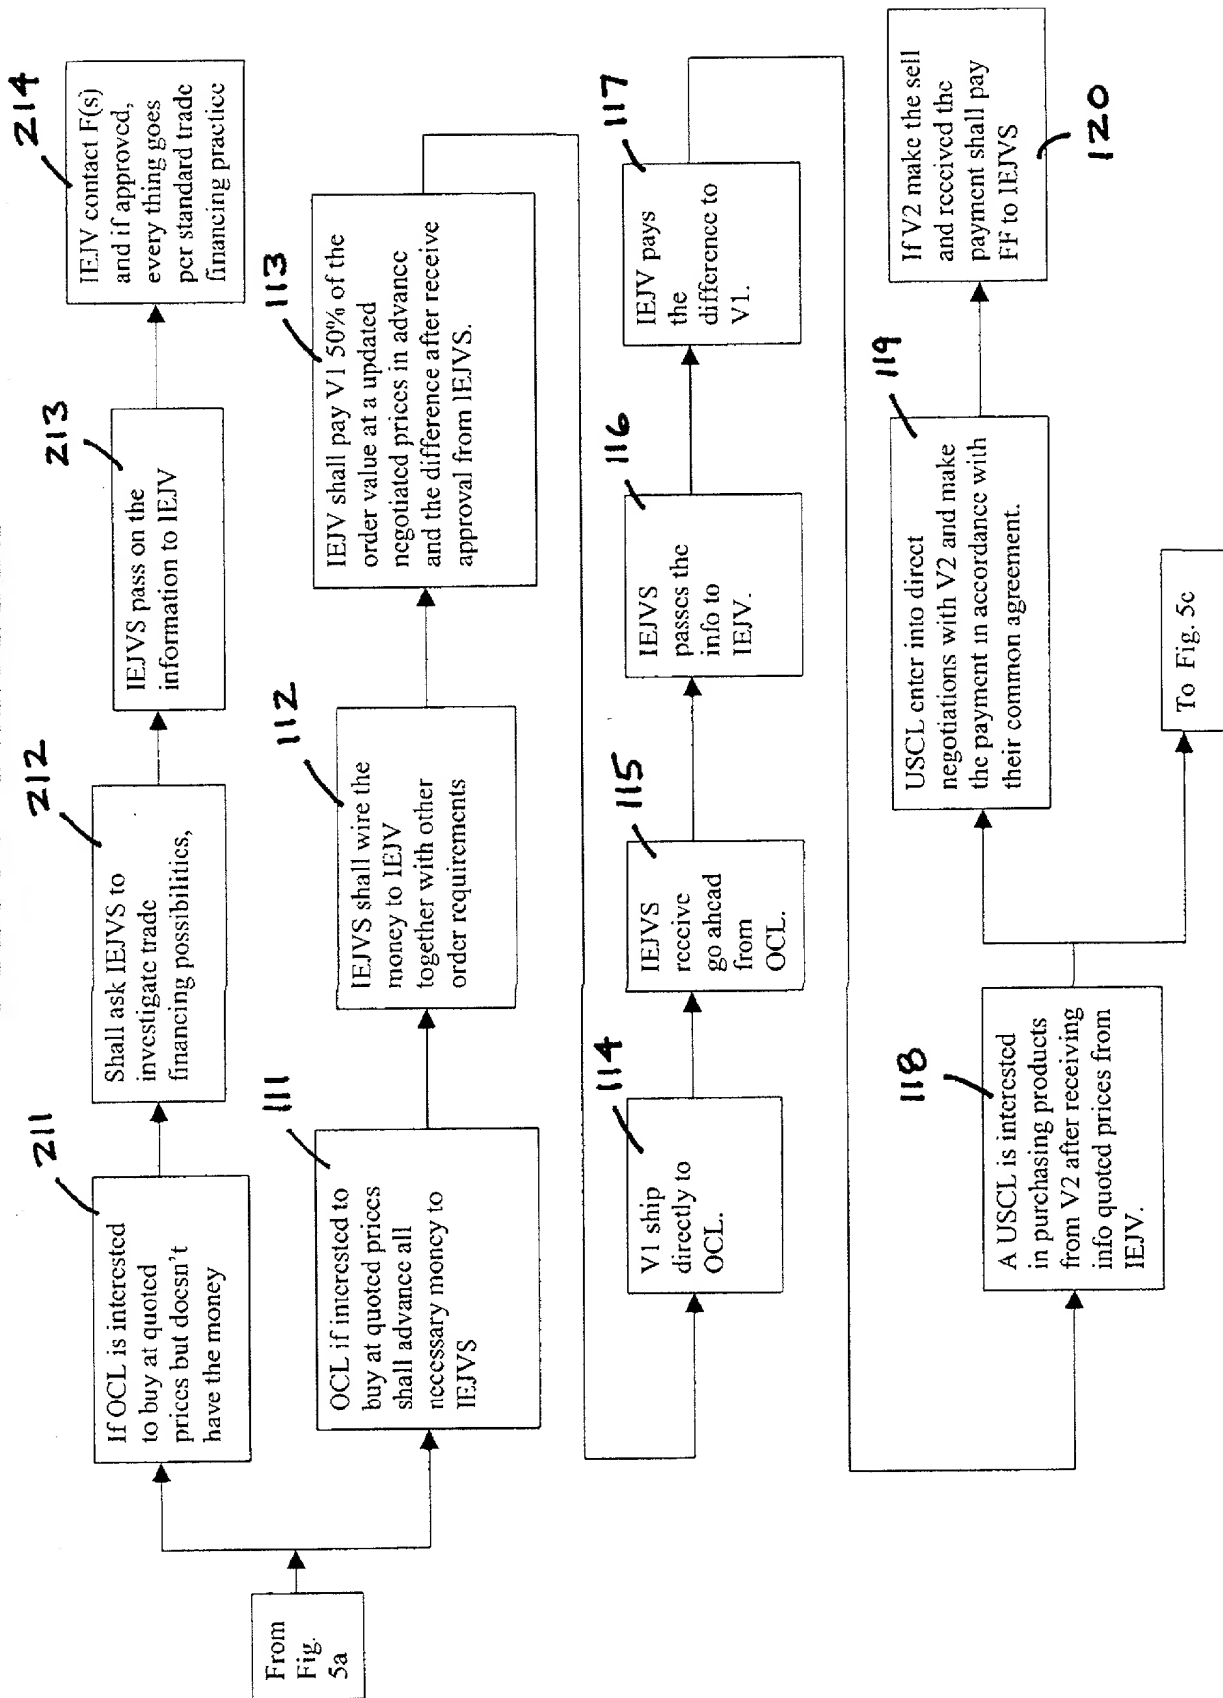 From
Fig.
5a
211
If OCL is interested
to buy at quoted
prices but doesn't
have the money
212
Shall ask IEJVS to
investigate trade
financing possibilities,
213
IEJVS pass on the
information to IEJV
214
IEJV contact F(s)
and if approved,
every thing goes
per standard trade
financing practice
111
OCL if interested to
buy at quoted prices
shall advance all
necessary money to
IEJVS
112
IEJVS shall wire the
money to IEJV
together with other
order requirements
113
IEJV shall pay V1 50% of the
order value at a updated
negotiated prices in advance
and the difference after receive
approval from IEJVS.
114
V1 ship
directly to
OCL.
115
IEJVS
receive
go ahead
from
OCL.
116
IEJVS
passes the
info to
IEJV.
117
IEJV pays
the
difference to
V1.
118
A USCL is interested
in purchasing products
from V2 after receiving
info quoted prices from
IEJV.
119
USCL enter into direct
negotiations with V2 and make
the payment in accordance with
their common agreement.
120
If V2 make the sell
and received the
payment shall pay
FF to IEJVS
To Fig. 5c